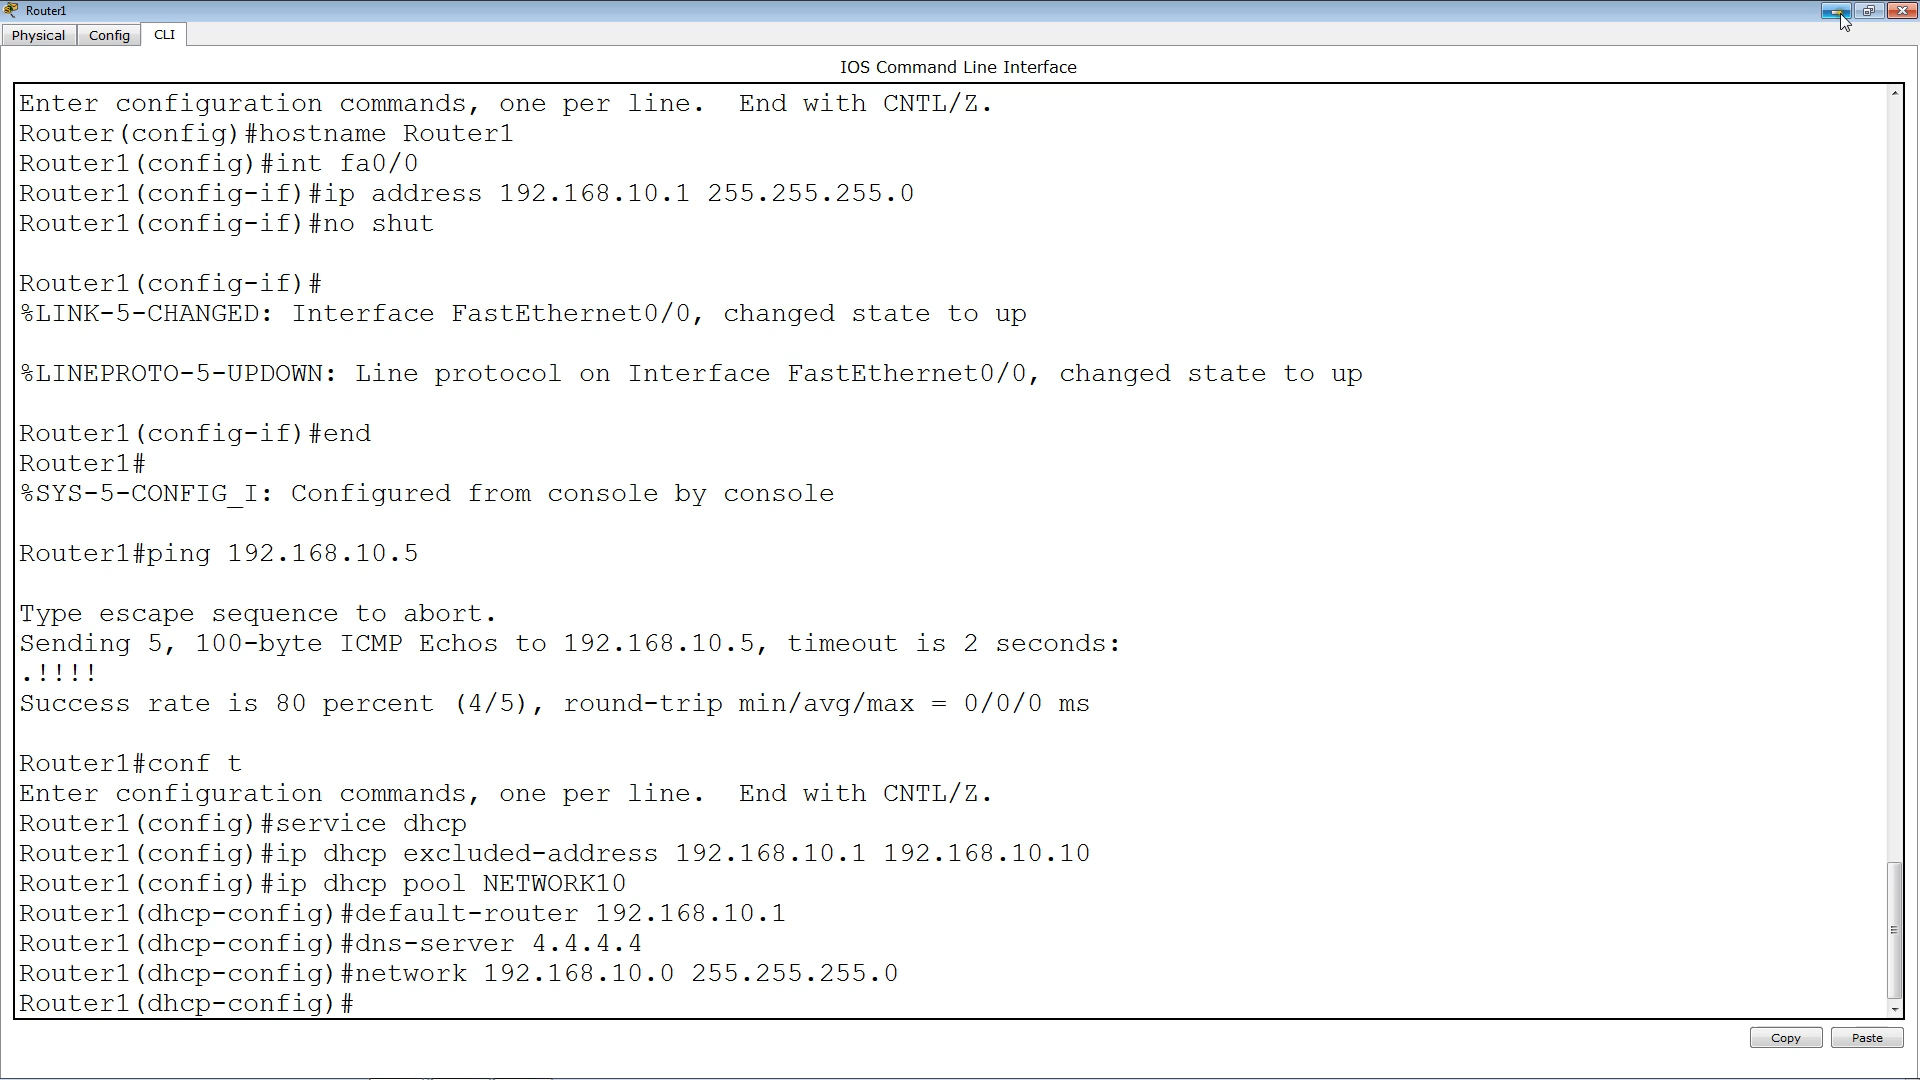 Router1
Physical Config CLI
IOS Command Line Interface
Enter configuration commands, one per line.  End with CNTL/Z.
Router(config)#hostname Router1
Router1(config)#int fa0/0
Router1(config-if)#ip address 192.168.10.1 255.255.255.0
Router1(config-if)#no shut
Router1(config-if)#
%LINK-5-CHANGED: Interface FastEthernet0/0, changed state to up
%LINEPROTO-5-UPDOWN: Line protocol on Interface FastEthernet0/0, changed state to up
Router1(config-if)#end
Router1#
%SYS-5-CONFIG_I: Configured from console by console
Router1#ping 192.168.10.5
Type escape sequence to abort.
Sending 5, 100-byte ICMP Echos to 192.168.10.5, timeout is 2 seconds:
.!!!!
Success rate is 80 percent (4/5), round-trip min/avg/max = 0/0/0 ms
Router1#conf t
Enter configuration commands, one per line.  End with CNTL/Z.
Router1(config)#service dhcp
Router1(config)#ip dhcp excluded-address 192.168.10.1 192.168.10.10
Router1(config)#ip dhcp pool NETWORK10
Router1(dhcp-config)#default-router 192.168.10.1
Router1(dhcp-config)#dns-server 4.4.4.4
Router1(dhcp-config)#network 192.168.10.0 255.255.255.0
Router1(dhcp-config)#
Copy Paste